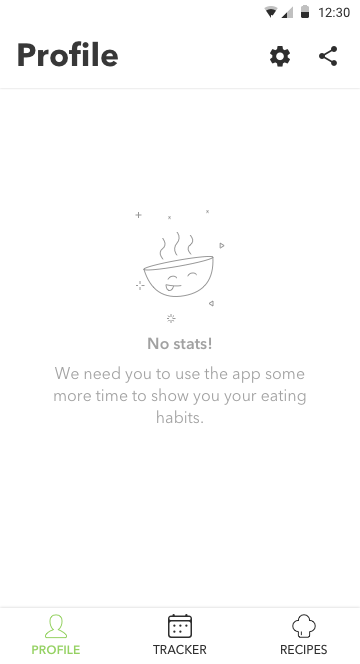 12:30
Profile
No stats!
We need you to use the app some
more time to show you your eating
habits.
PROFILE
TRACKER
RECIPES